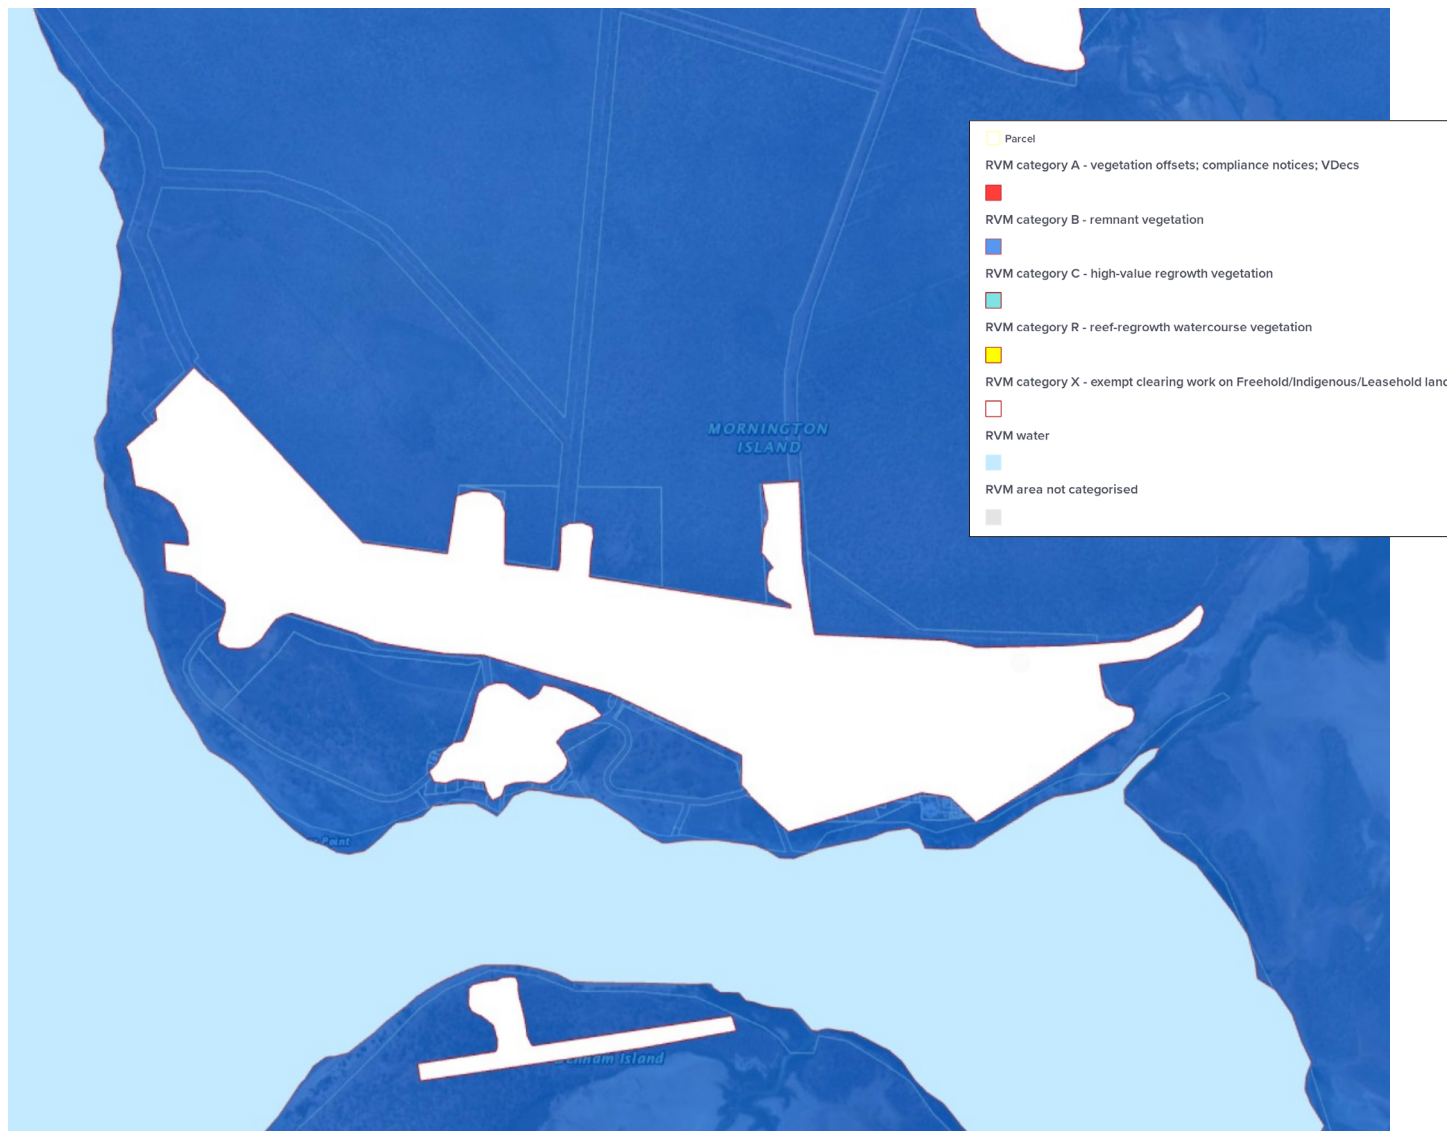 Parcel
RVM category A - vegetation offsets; compliance notices; VDecs
RVM category B - remnant vegetation
RVM category C - high-value regrowth vegetation
RVM category R - reef-regrowth watercourse vegetation
RVM category X - exempt clearing work on Freehold/Indigenous/Leasehold
RVM water
RVM area not categorised
MORNINGTON
ISLAND
Point
Island